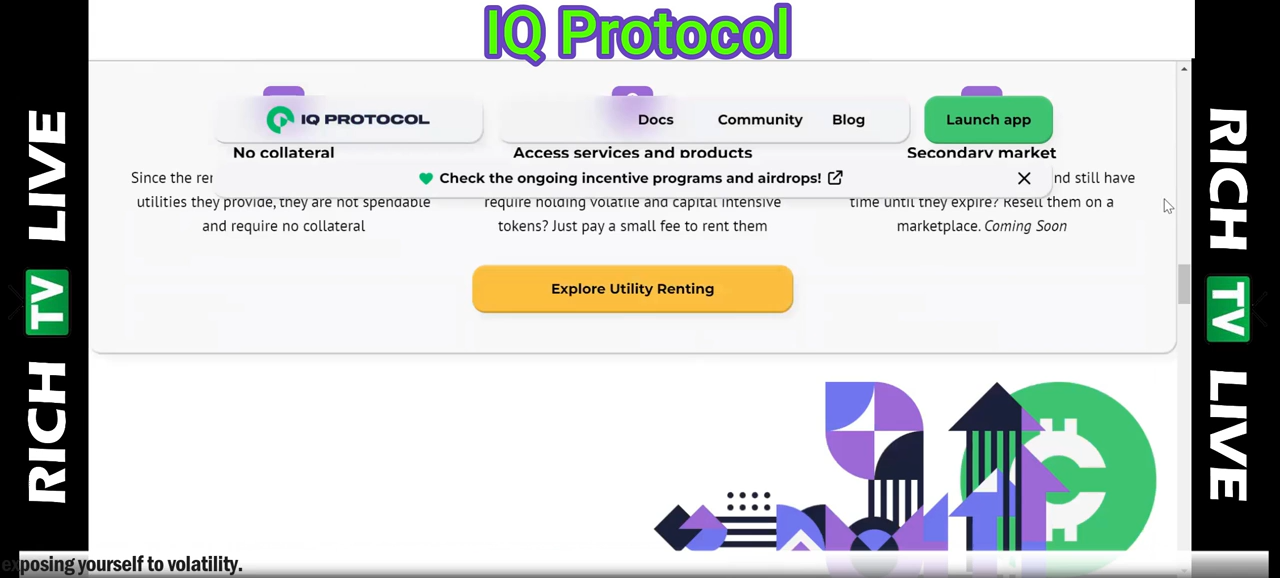 IQ Protocol
IQ PROTOCOL
Docs
Community
Blog
Launch app
No collateral
Access services and products
Secondary market
Check the ongoing incentive programs and airdrops!
Since the
nd still have
utilities they provide, they are not spendable
and require no collateral
require holding volatile and capital intensive
tokens? Just pay a small fee to rent them
time until they expire? Resell them on a
marketplace. Coming Soon
Explore Utility Renting
RICH TV LIVE
RICH TV LIVE
exposing yourself to volatility.